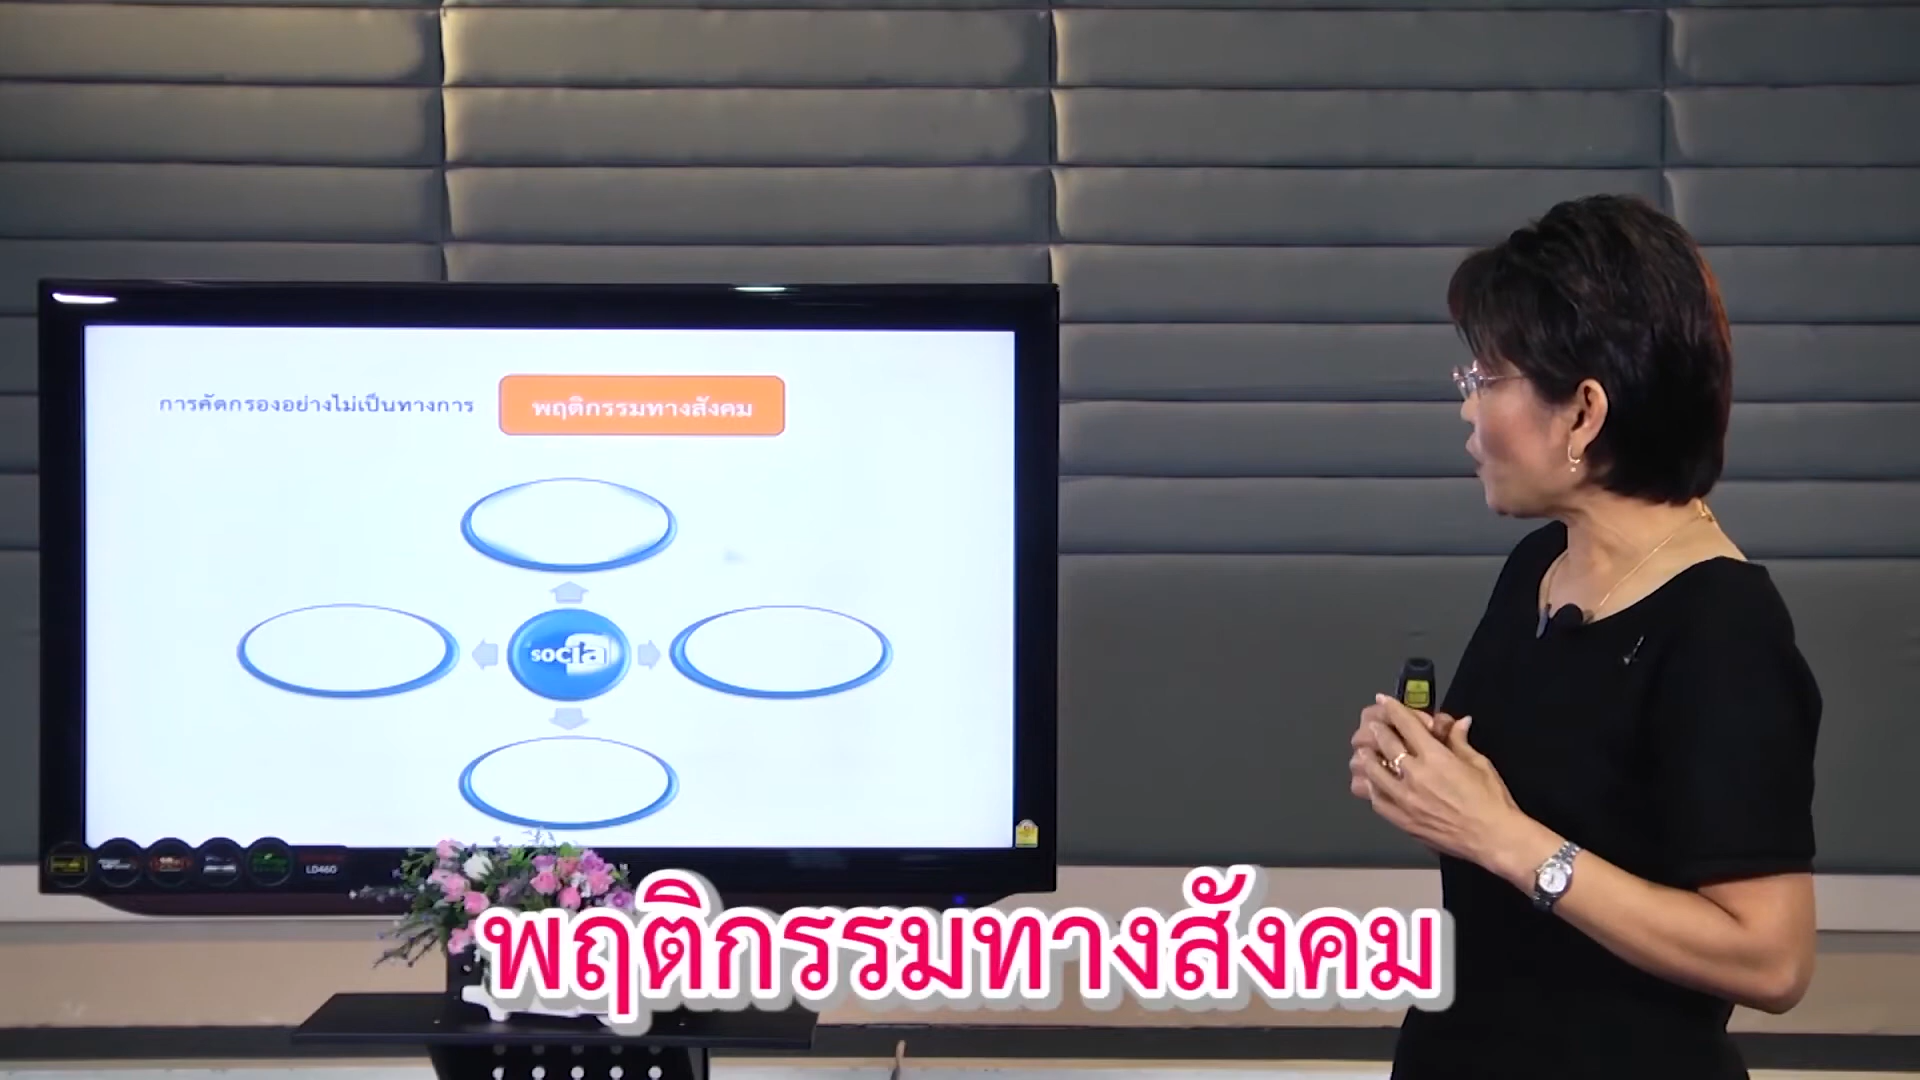 การคัดกรองอย่างไม่เป็นทางการ
พฤติกรรมทางสังคม
social
LD460
พฤติกรรมทางสังคม